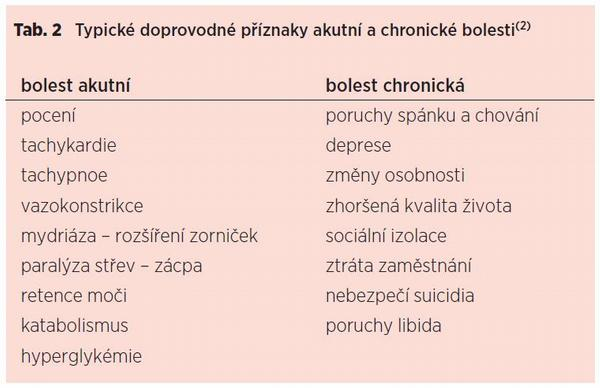 Tab. 2 Typické doprovodné příznaky akutní a chronické bolesti(2)
bolest akutní bolest chronická
pocení poruchy spánku a chování
tachykardie deprese
tachypnoe změny osobnosti
vazokonstrikce zhoršená kvalita života
mydriáza – rozšíření zorniček sociální izolace
paralýza střev – zácpa ztráta zaměstnání
retence moči nebezpečí suicidia
katabolismus poruchy libida
hyperglykémie